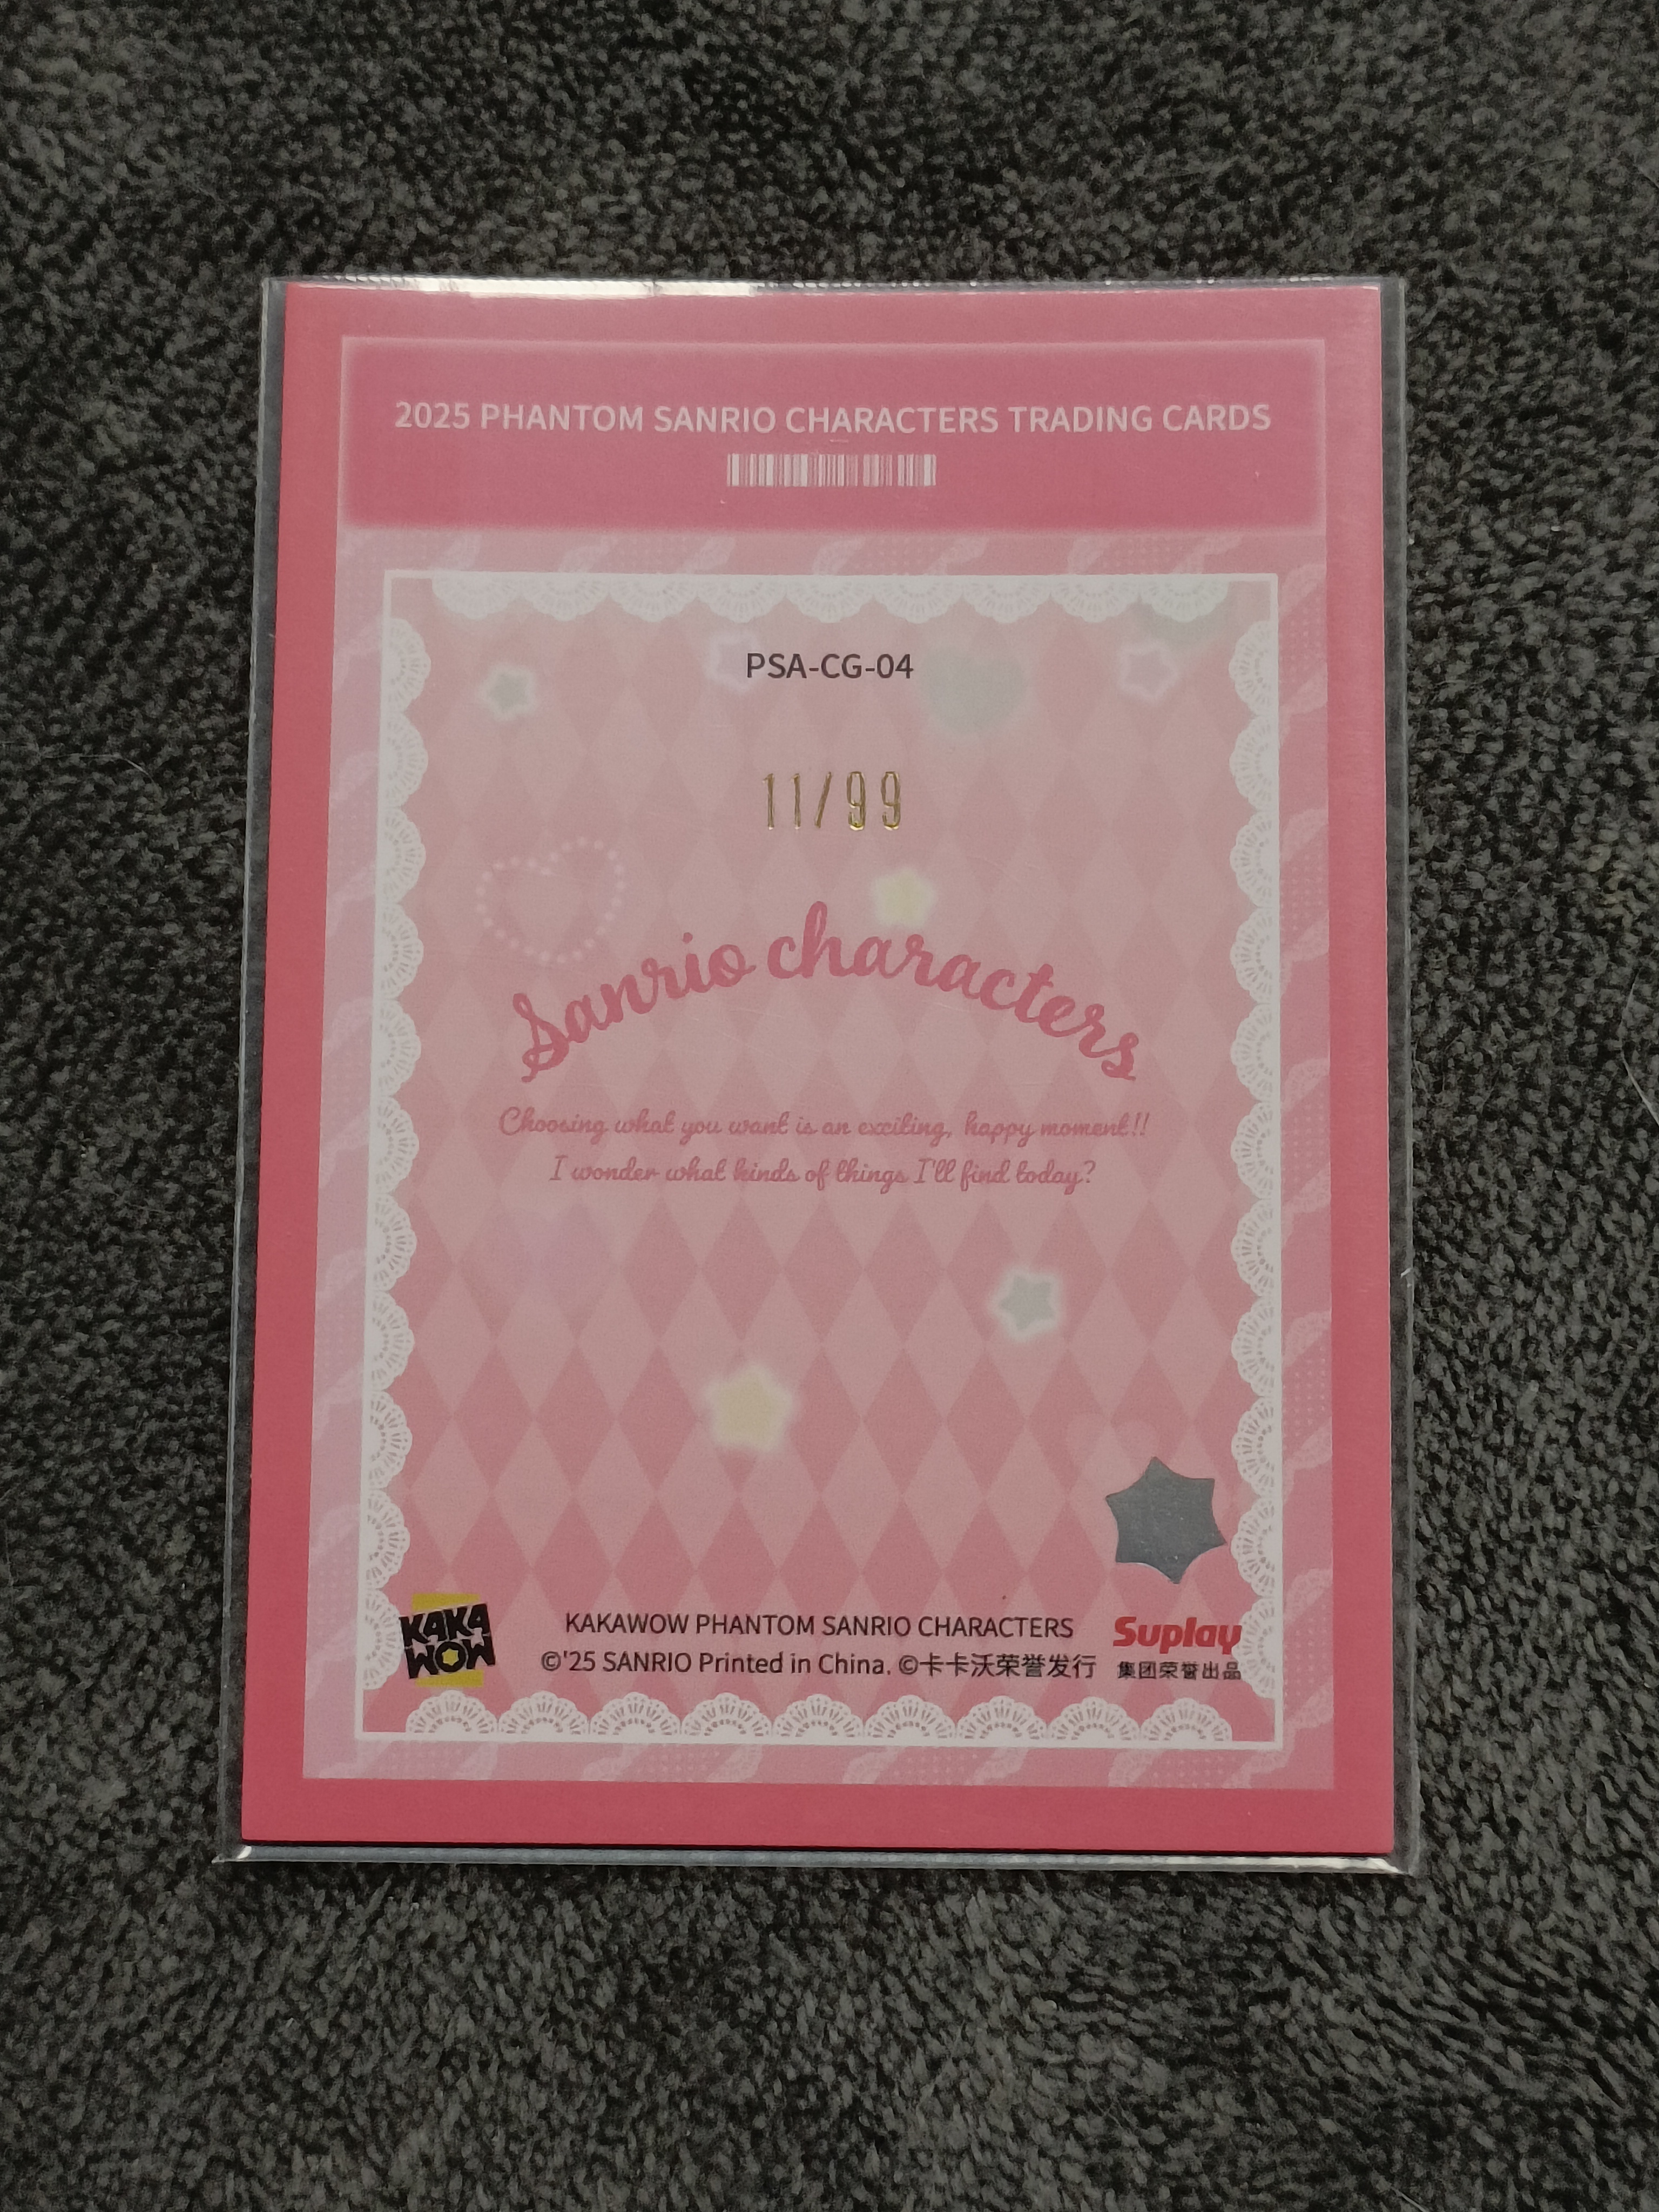 2025 PHANTOM SANRIO CHARACTERS TRADING CARDS
PSA-CG-04
11/99
Sanrio characters
Choosing what you want is an exciting, happy moment!!
I wonder what kinds of things I'll find today?
KAKA
WOW
KAKAWOW PHANTOM SANRIO CHARACTERS
©'25 SANRIO Printed in China. ©卡卡沃荣誉发行
Suplay
集团荣誉出品